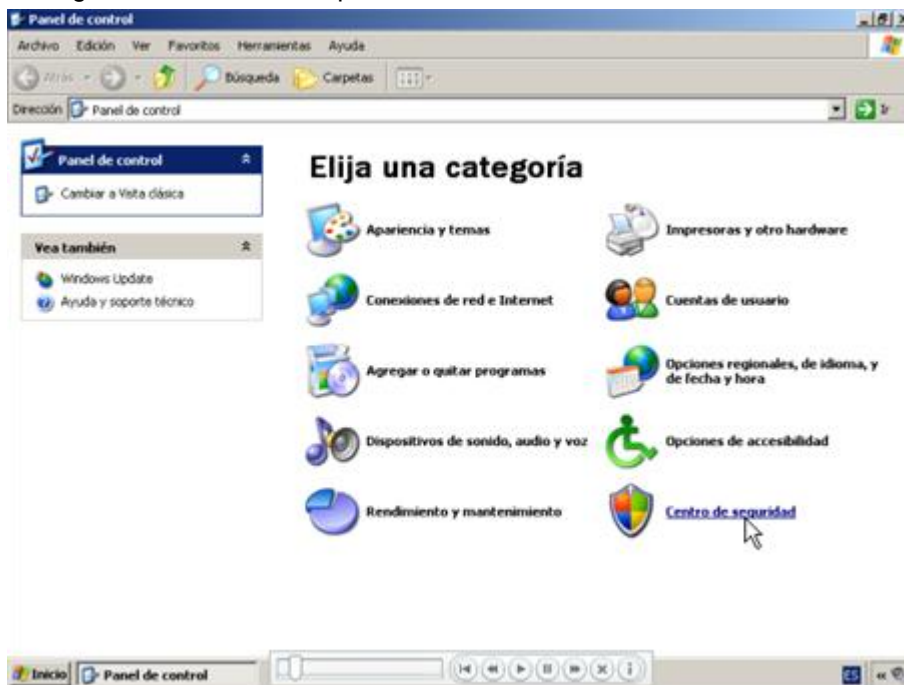 Panel de control
Archivo Edición Ver Favoritos Herramientas Ayuda
Atrás Búsqueda Carpetas
Dirección Panel de control Ir
Panel de control
Cambiar a Vista clásica
Vea también
Windows Update
Ayuda y soporte técnico
Elija una categoría
Apariencia y temas
Impresoras y otro hardware
Conexiones de red e Internet
Cuentas de usuario
Agregar o quitar programas
Opciones regionales, de idioma, y
de fecha y hora
Dispositivos de sonido, audio y voz
Opciones de accesibilidad
Rendimiento y mantenimiento
Centro de seguridad
Inicio Panel de control ES